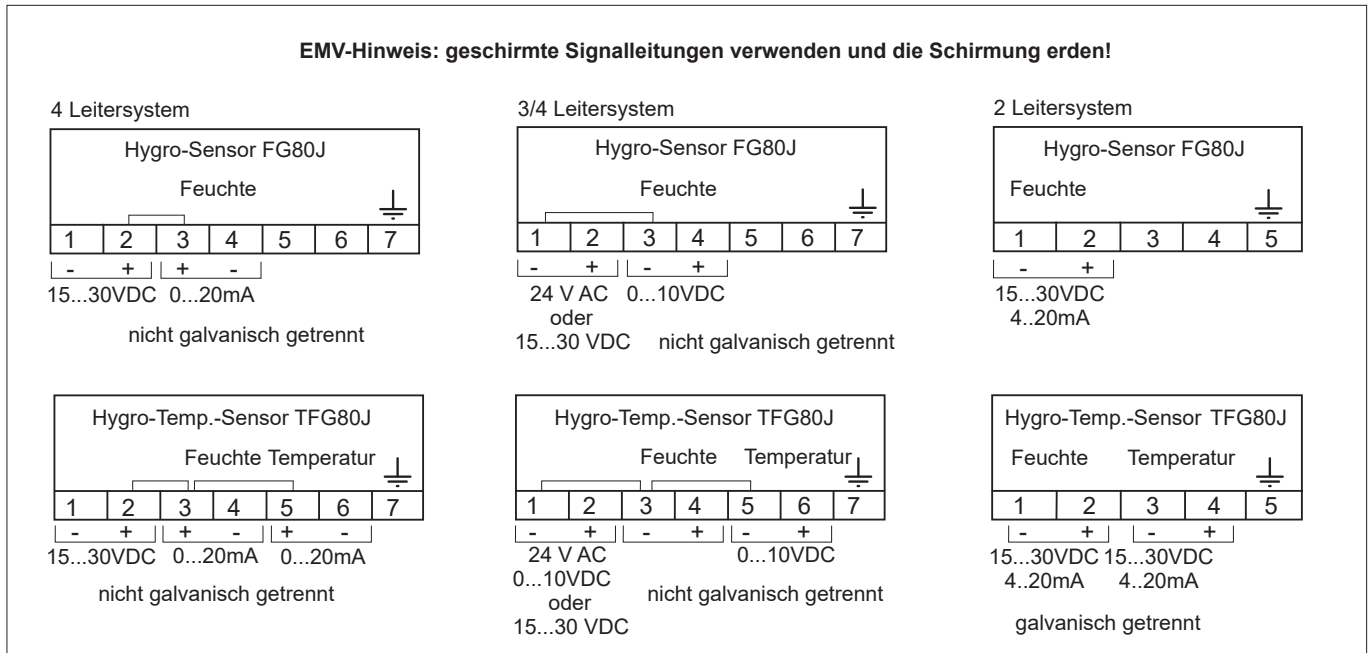 EMV-Hinweis: geschirmte Signalleitungen verwenden und die Schirmung erden!
4 Leitersystem
Hygro-Sensor FG80J
Feuchte
1 2 3 4 5 6 7
- + + -
15...30VDC 0...20mA
nicht galvanisch getrennt
3/4 Leitersystem
Hygro-Sensor FG80J
Feuchte
1 2 3 4 5 6 7
- + - +
24 V AC 0...10VDC
oder
15...30 VDC nicht galvanisch getrennt
2 Leitersystem
Hygro-Sensor FG80J
Feuchte
1 2 3 4 5
- +
15...30VDC
4..20mA
Hygro-Temp.-Sensor TFG80J
Feuchte Temperatur
1 2 3 4 5 6 7
- + + - + -
15...30VDC 0...20mA 0...20mA
nicht galvanisch getrennt
Hygro-Temp.-Sensor TFG80J
Feuchte Temperatur
1 2 3 4 5 6 7
- + - + - +
24 V AC 0...10VDC
0...10VDC
oder nicht galvanisch getrennt
15...30 VDC
Hygro-Temp.-Sensor TFG80J
Feuchte Temperatur
1 2 3 4 5
- + - +
15...30VDC 15...30VDC
4..20mA 4..20mA
galvanisch getrennt